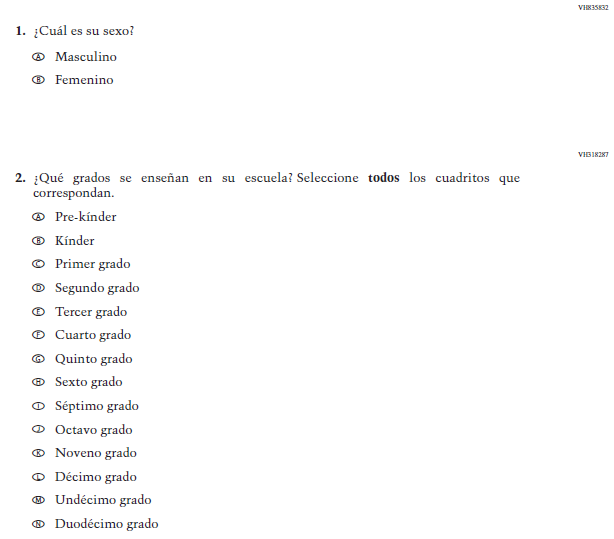 VH835832
1. ¿Cuál es su sexo?
A Masculino
B Femenino
VH318287
2. ¿Qué grados se enseñan en su escuela? Seleccione todos los cuadritos que
correspondan.
A Pre-kínder
B Kínder
C Primer grado
D Segundo grado
E Tercer grado
F Cuarto grado
G Quinto grado
H Sexto grado
I Séptimo grado
J Octavo grado
K Noveno grado
L Décimo grado
M Undécimo grado
N Duodécimo grado